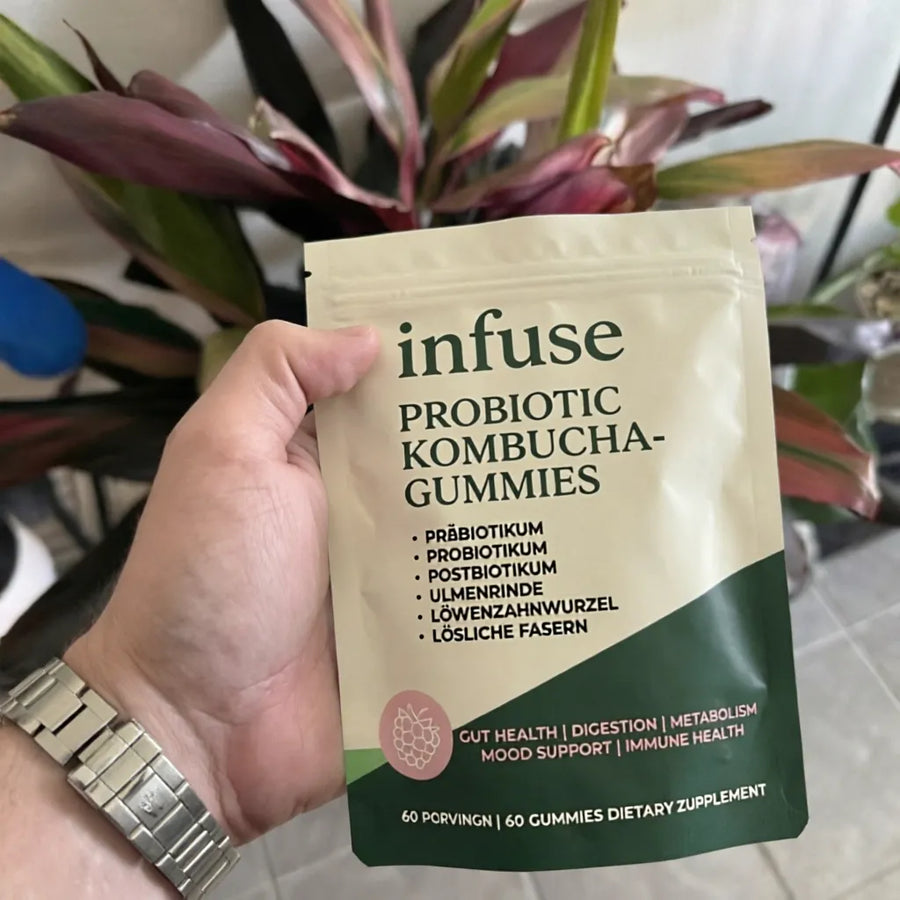 infuse
PROBIOTIC
KOMBUCHA-
GUMMIES
• PRÄBIOTIKUM
• PROBIOTIKUM
• POSTBIOTIKUM
• ULMENRINDE
• LÖWENZAHNWURZEL
• LÖSLICHE FASERN
GUT HEALTH | DIGESTION | METABOLISM
MOOD SUPPORT | IMMUNE HEALTH
60 PORVINGN | 60 GUMMIES DIETARY ZUPPLEMENT